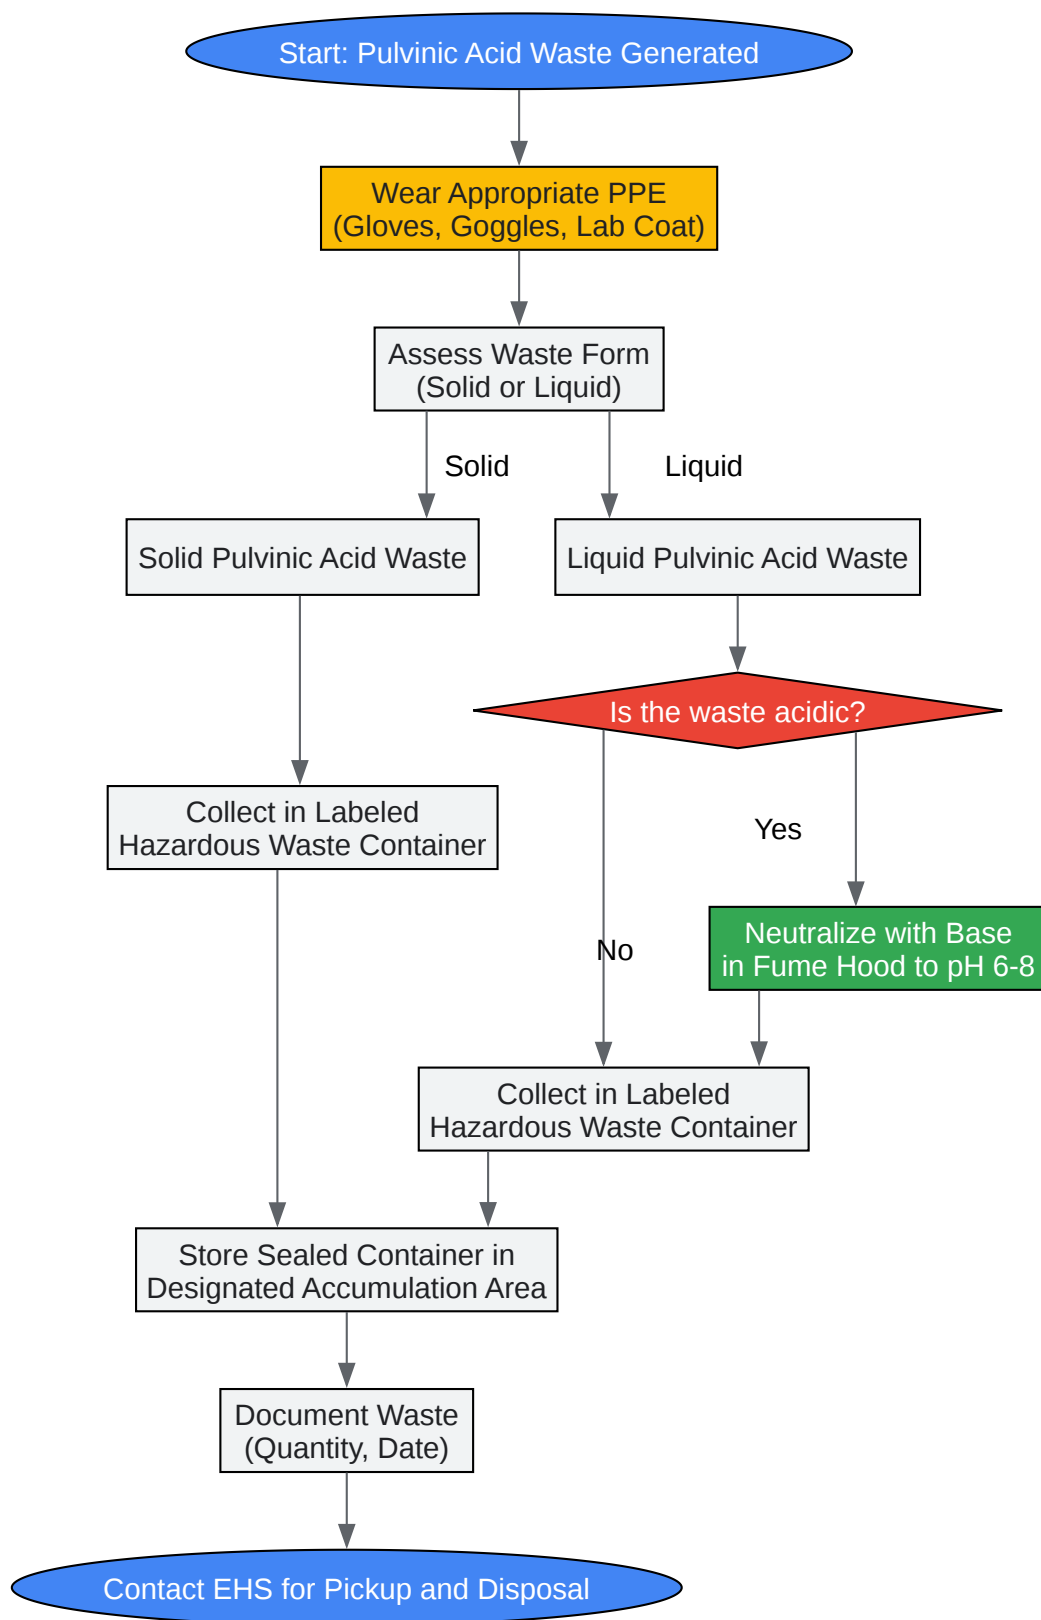 Start: Pulvinic Acid Waste Generated
Wear Appropriate PPE
(Gloves, Goggles, Lab Coat)
Assess Waste Form
(Solid or Liquid)
Solid
Liquid
Solid Pulvinic Acid Waste
Liquid Pulvinic Acid Waste
Is the waste acidic?
Collect in Labeled
Hazardous Waste Container
Yes
No
Neutralize with Base
in Fume Hood to pH 6-8
Collect in Labeled
Hazardous Waste Container
Store Sealed Container in
Designated Accumulation Area
Document Waste
(Quantity, Date)
Contact EHS for Pickup and Disposal